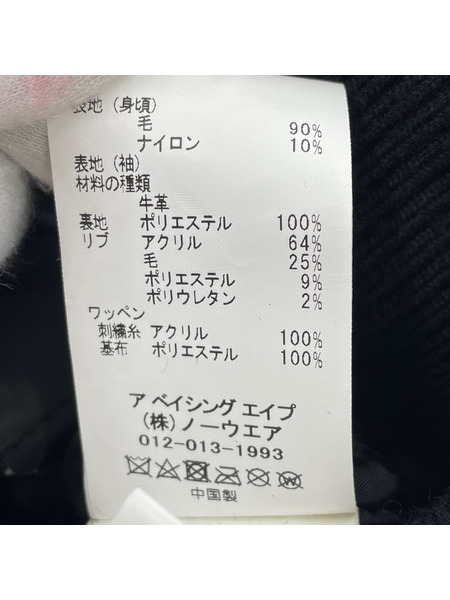 表地 (身頃)
毛 90%
ナイロン 10%
表地 (袖)
材料の種類
牛革
裏地 ポリエステル 100%
リブ アクリル 64%
毛 25%
ポリエステル 9%
ポリウレタン 2%
ワッペン
刺繍糸 アクリル 100%
基布 ポリエステル 100%
ア ベイシング エイプ
(株) ノーウエア
012-013-1993
中国製